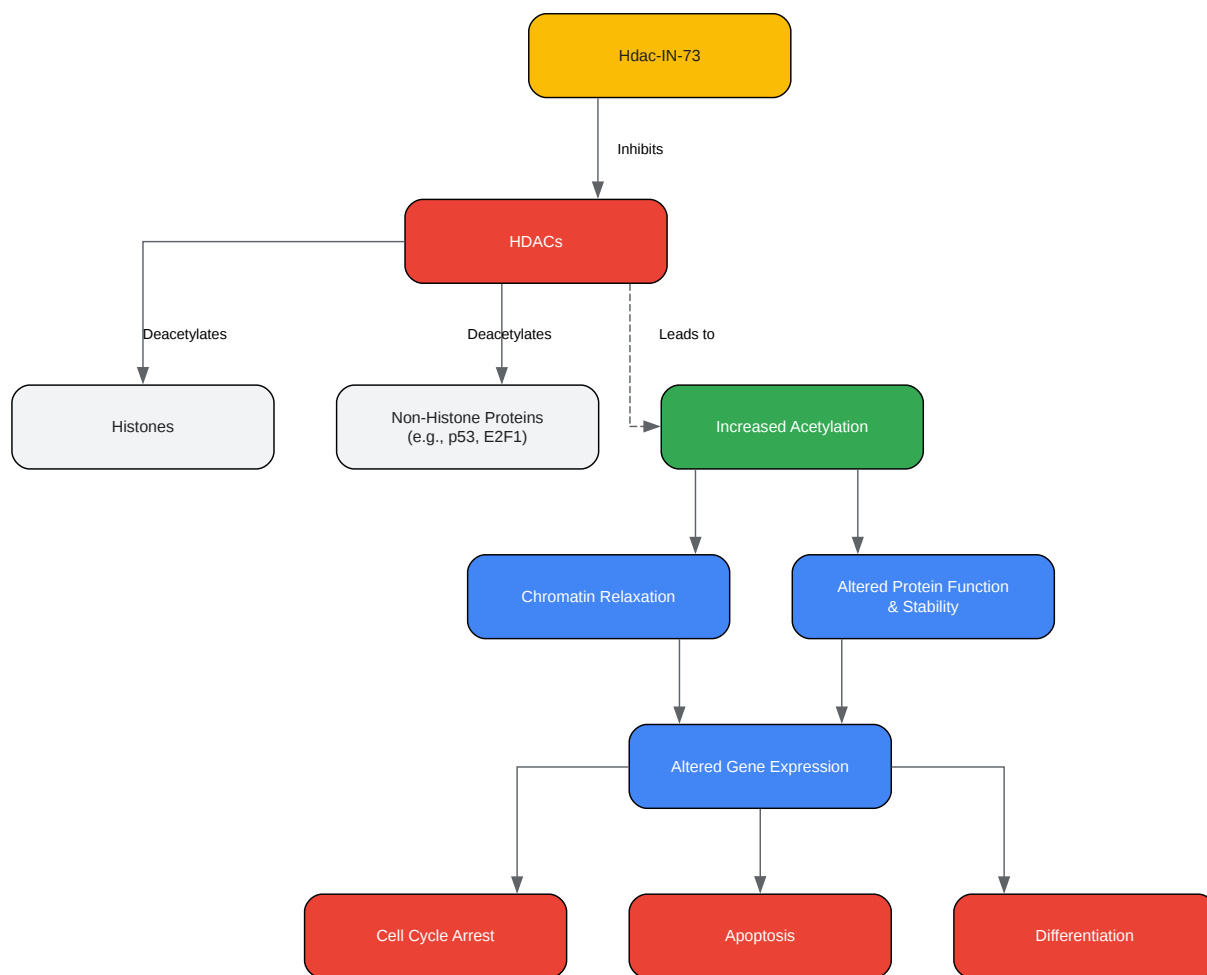 Hdac-IN-73
Inhibits
HDACs
Deacetylates
Deacetylates
Leads to
Histones
Non-Histone Proteins
(e.g., p53, E2F1)
Increased Acetylation
Chromatin Relaxation
Altered Protein Function
& Stability
Altered Gene Expression
Cell Cycle Arrest
Apoptosis
Differentiation